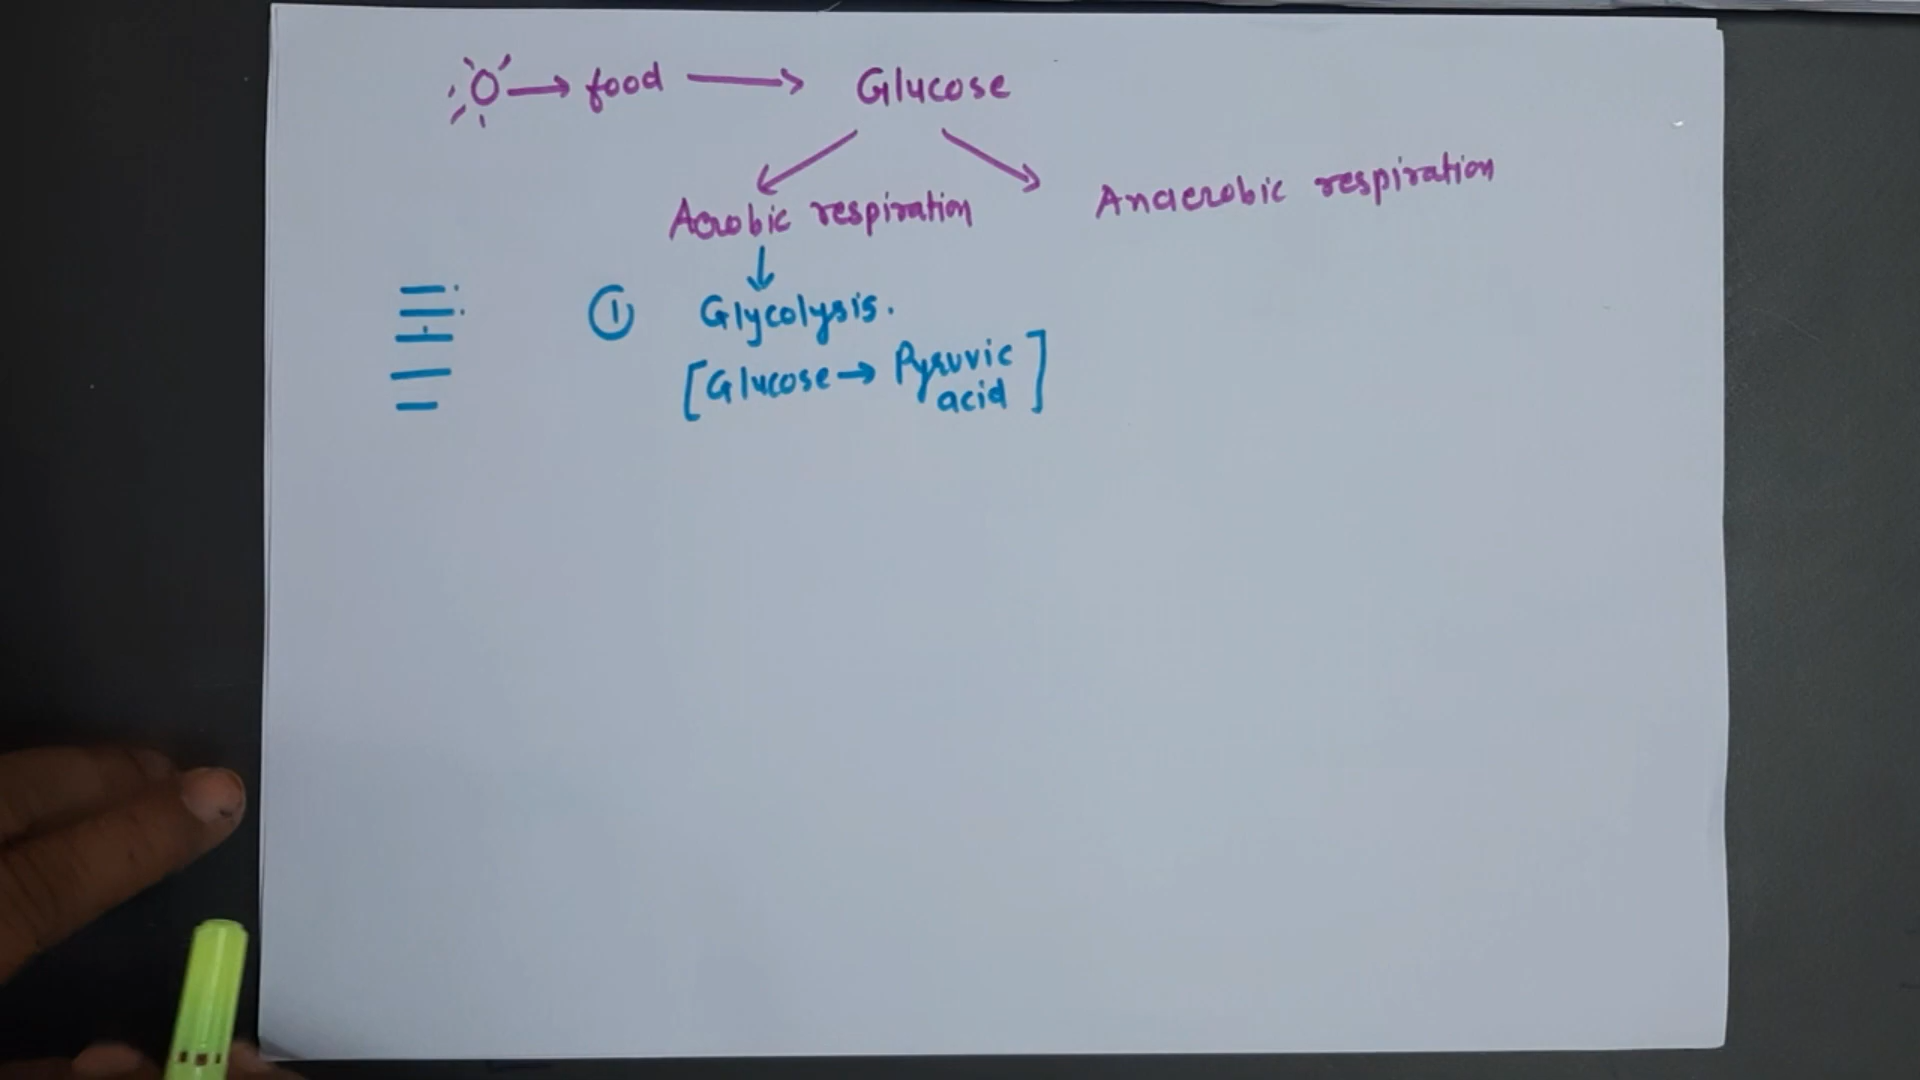 → food → Glucose
Aerobic respiration
Anaerobic respiration
① Glycolysis.
[Glucose → Pyruvic
acid]